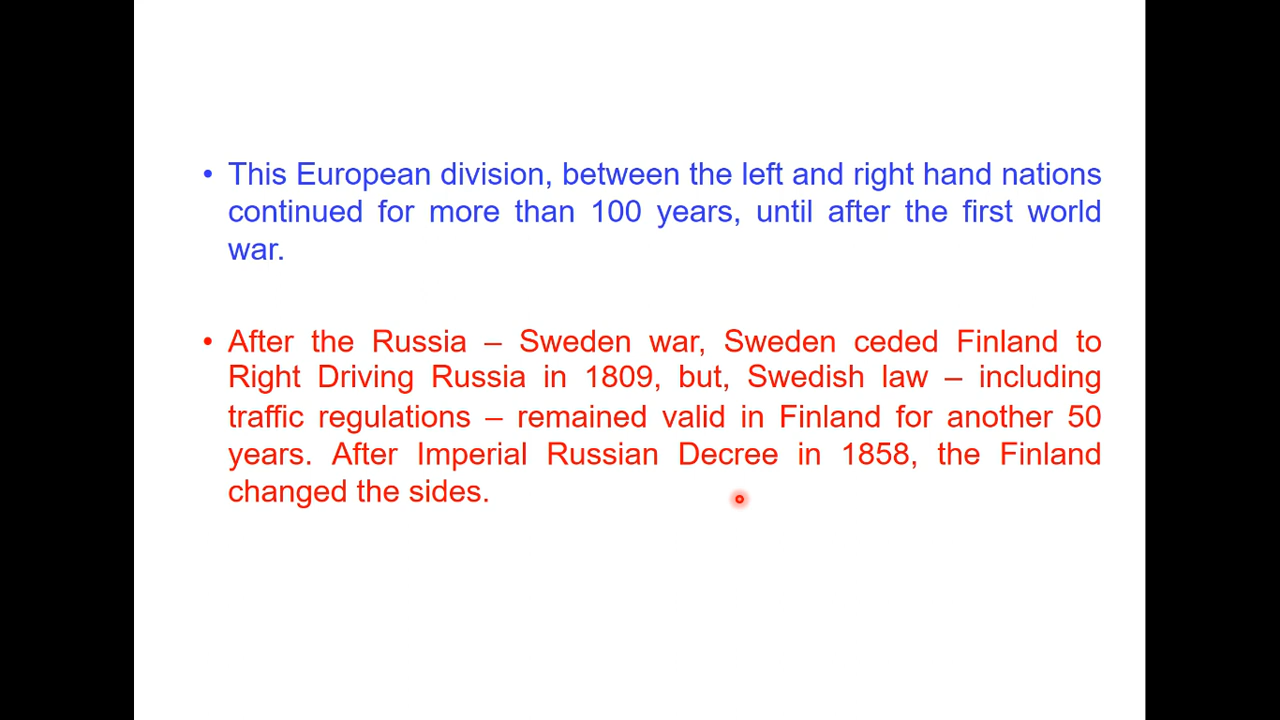 • This European division, between the left and right hand nations
continued for more than 100 years, until after the first world
war.
• After the Russia – Sweden war, Sweden ceded Finland to
Right Driving Russia in 1809, but, Swedish law – including
traffic regulations – remained valid in Finland for another 50
years. After Imperial Russian Decree in 1858, the Finland
changed the sides.